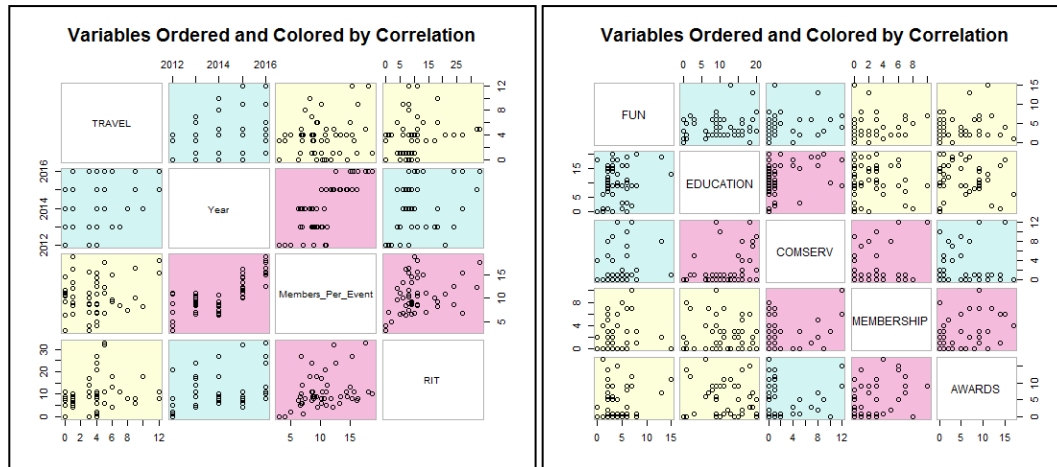 Variables Ordered and Colored by Correlation
2012 2014 2016
0 5 15 25
TRAVEL
0 2 4 6 8 12
2012 2014 2016
Year
Members_Per_Event
5 10 15
0 10 20 30
RIT
0 2 4 6 8 12
5 10 15
Variables Ordered and Colored by Correlation
0 5 10 20
0 2 4 6 8
FUN
0 5 10 15
0 5 15
EDUCATION
COMSERV
0 4 8 12
0 2 4 6 8
MEMBERSHIP
AWARDS
0 5 10
0 5 10 15
0 2 4 6 8 12
0 5 10 15